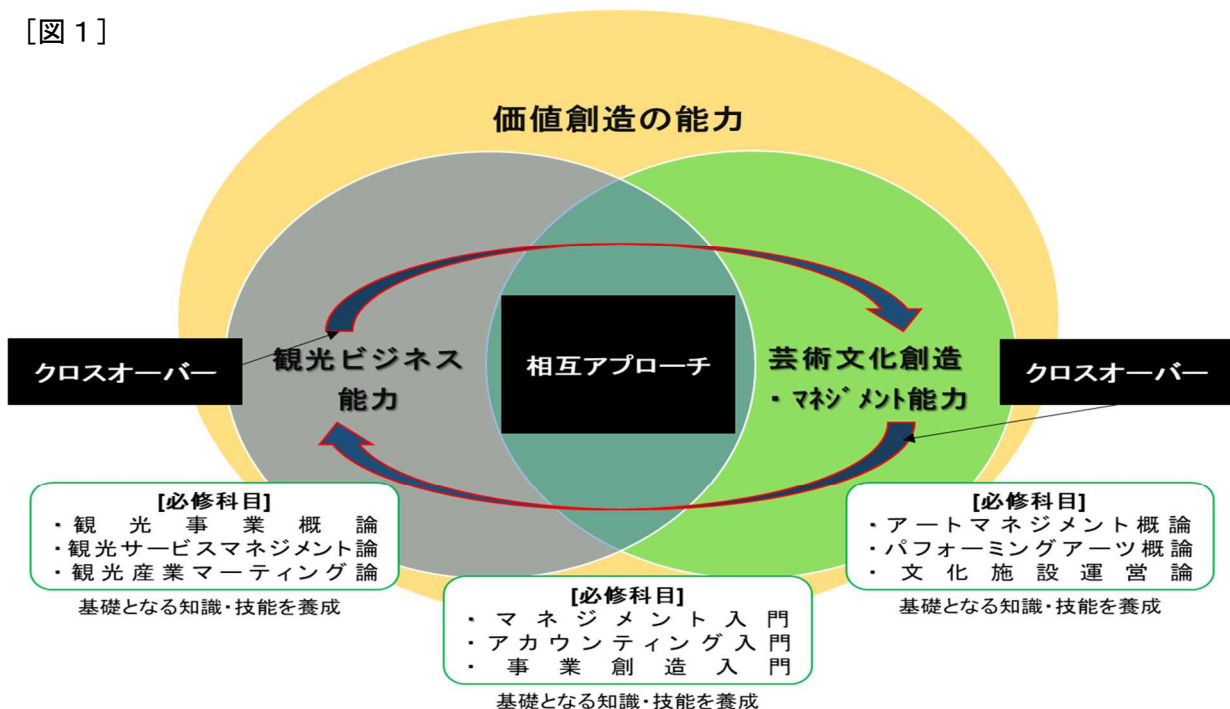 [図1]
価値創造の能力
クロスオーバー
観光ビジネス
能力
相互アプローチ
芸術文化創造
・マネジメント能力
クロスオーバー
[必修科目]
・観光事業概論
・観光サービスマネジメント論
・観光産業マーティング論
基礎となる知識・技能を養成
[必修科目]
・マネジメント入門
・アカウンティング入門
・事業創造入門
基礎となる知識・技能を養成
[必修科目]
・アートマネジメント概論
・パフォーミングアーツ概論
・文化施設運営論
基礎となる知識・技能を養成